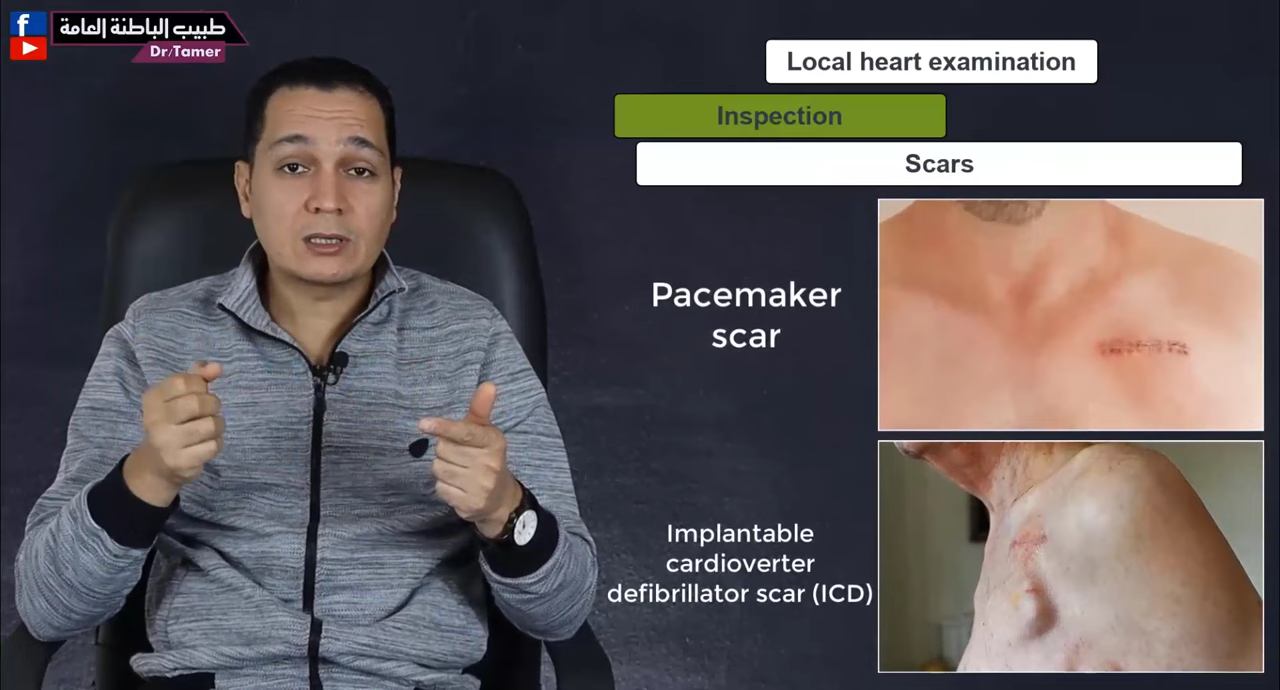 طبيب الباطنة العامة
Dr/Tamer
Local heart examination
Inspection
Scars
Pacemaker
scar
Implantable
cardioverter
defibrillator scar (ICD)